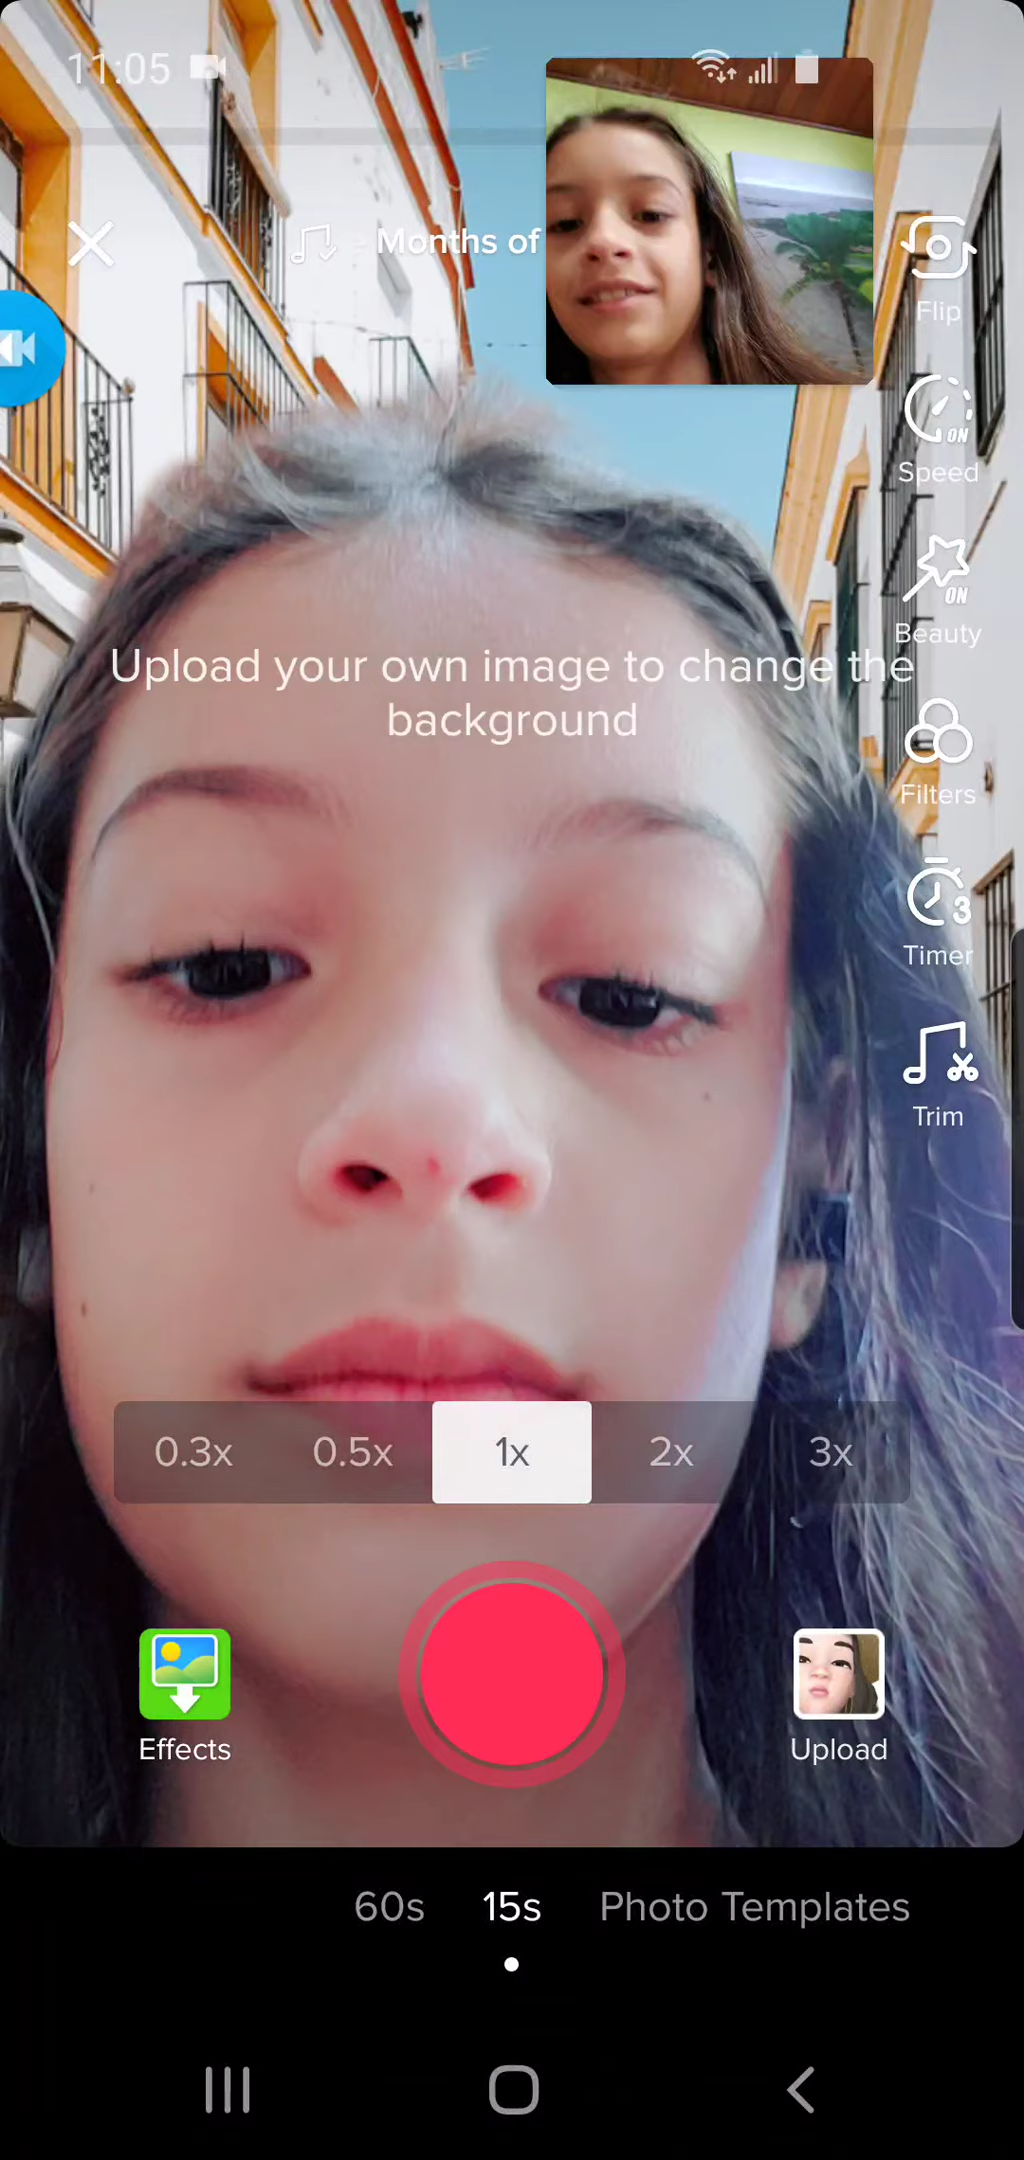 11:05
Months of
Flip
ON
Speed
ON
Beauty
Upload your own image to change the
background
Filters
3
Timer
Trim
0.3x 0.5x 1x 2x 3x
Effects
Upload
60s 15s Photo Templates